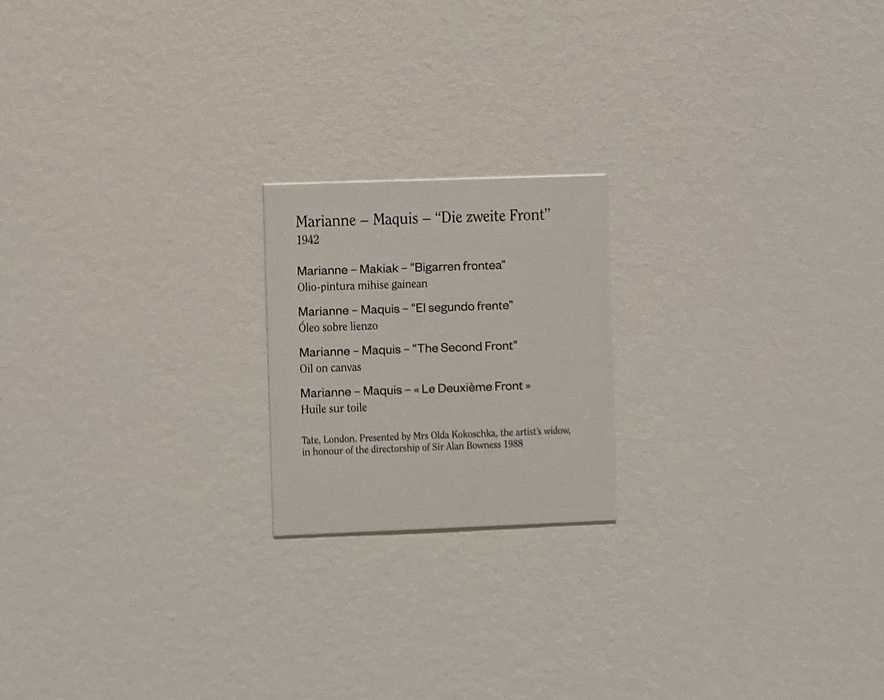 Marianne – Maquis – “Die zweite Front”
1942
Marianne – Makiak – “Bigarren frontea”
Olio-pintura mihise gainean
Marianne – Maquis – “El segundo frente”
Óleo sobre lienzo
Marianne – Maquis – “The Second Front”
Oil on canvas
Marianne – Maquis – « Le Deuxième Front »
Huile sur toile
Tate, London. Presented by Mrs Olda Kokoschka, the artist’s widow,
in honour of the directorship of Sir Alan Bowness 1988